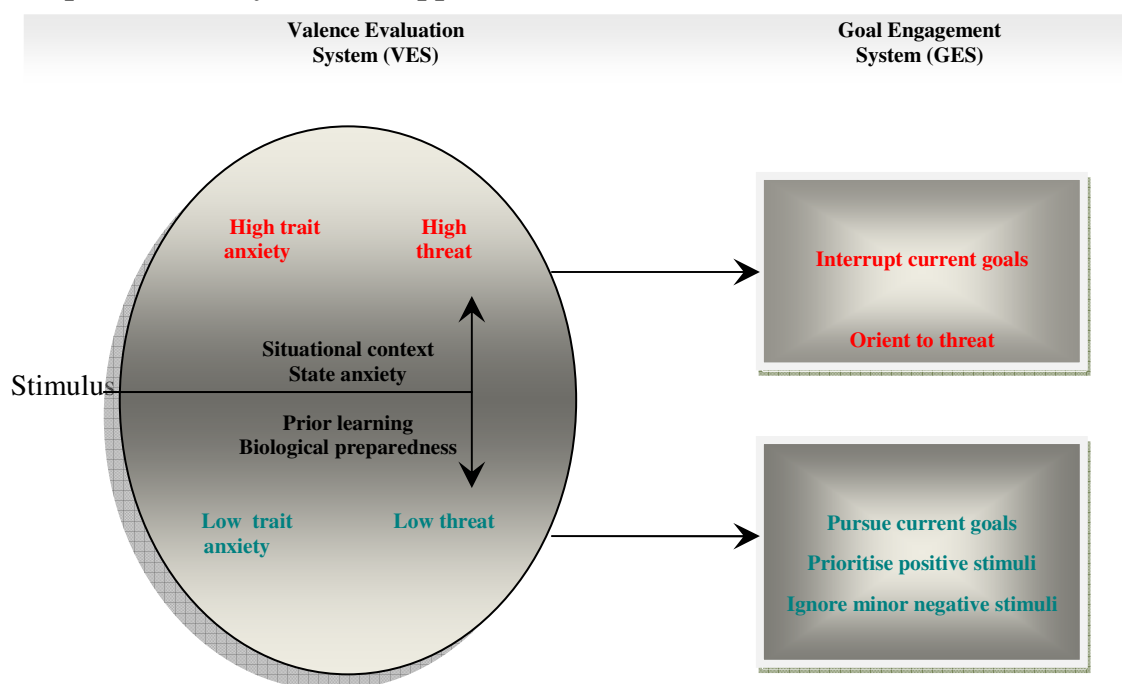 Valence Evaluation
System (VES)
Goal Engagement
System (GES)
High trait
anxiety
High
threat
Situational context
State anxiety
Stimulus
Prior learning
Biological preparedness
Low trait
anxiety
Low threat
Interrupt current goals
Orient to threat
Pursue current goals
Prioritise positive stimuli
Ignore minor negative stimuli